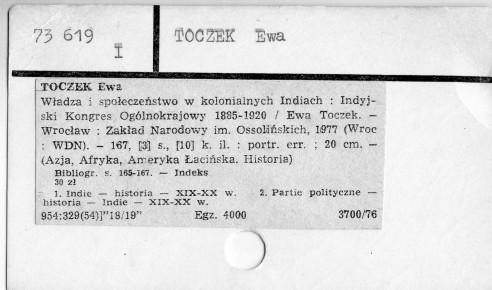 73 619
I
TOCZEK Ewa
TOCZEK Ewa
Władza i społeczeństwo w kolonialnych Indiach : Indyj-
ski Kongres Ogólnokrajowy 1885-1920 / Ewa Toczek. —
Wrocław : Zakład Narodowy im. Ossolińskich, 1977 (Wroc
: WDN). — 167, [3] s., [10] k. il. : portr. err. ; 20 cm. —
(Azja, Afryka, Ameryka Łacińska. Historia)
Bibliogr. s. 165-167. — Indeks
30 zł
1. Indie — historia — XIX-XX w. 2. Partie polityczne —
historia — Indie — XIX-XX w.
954:329(54)]"18/19" Egz. 4000 3700/76